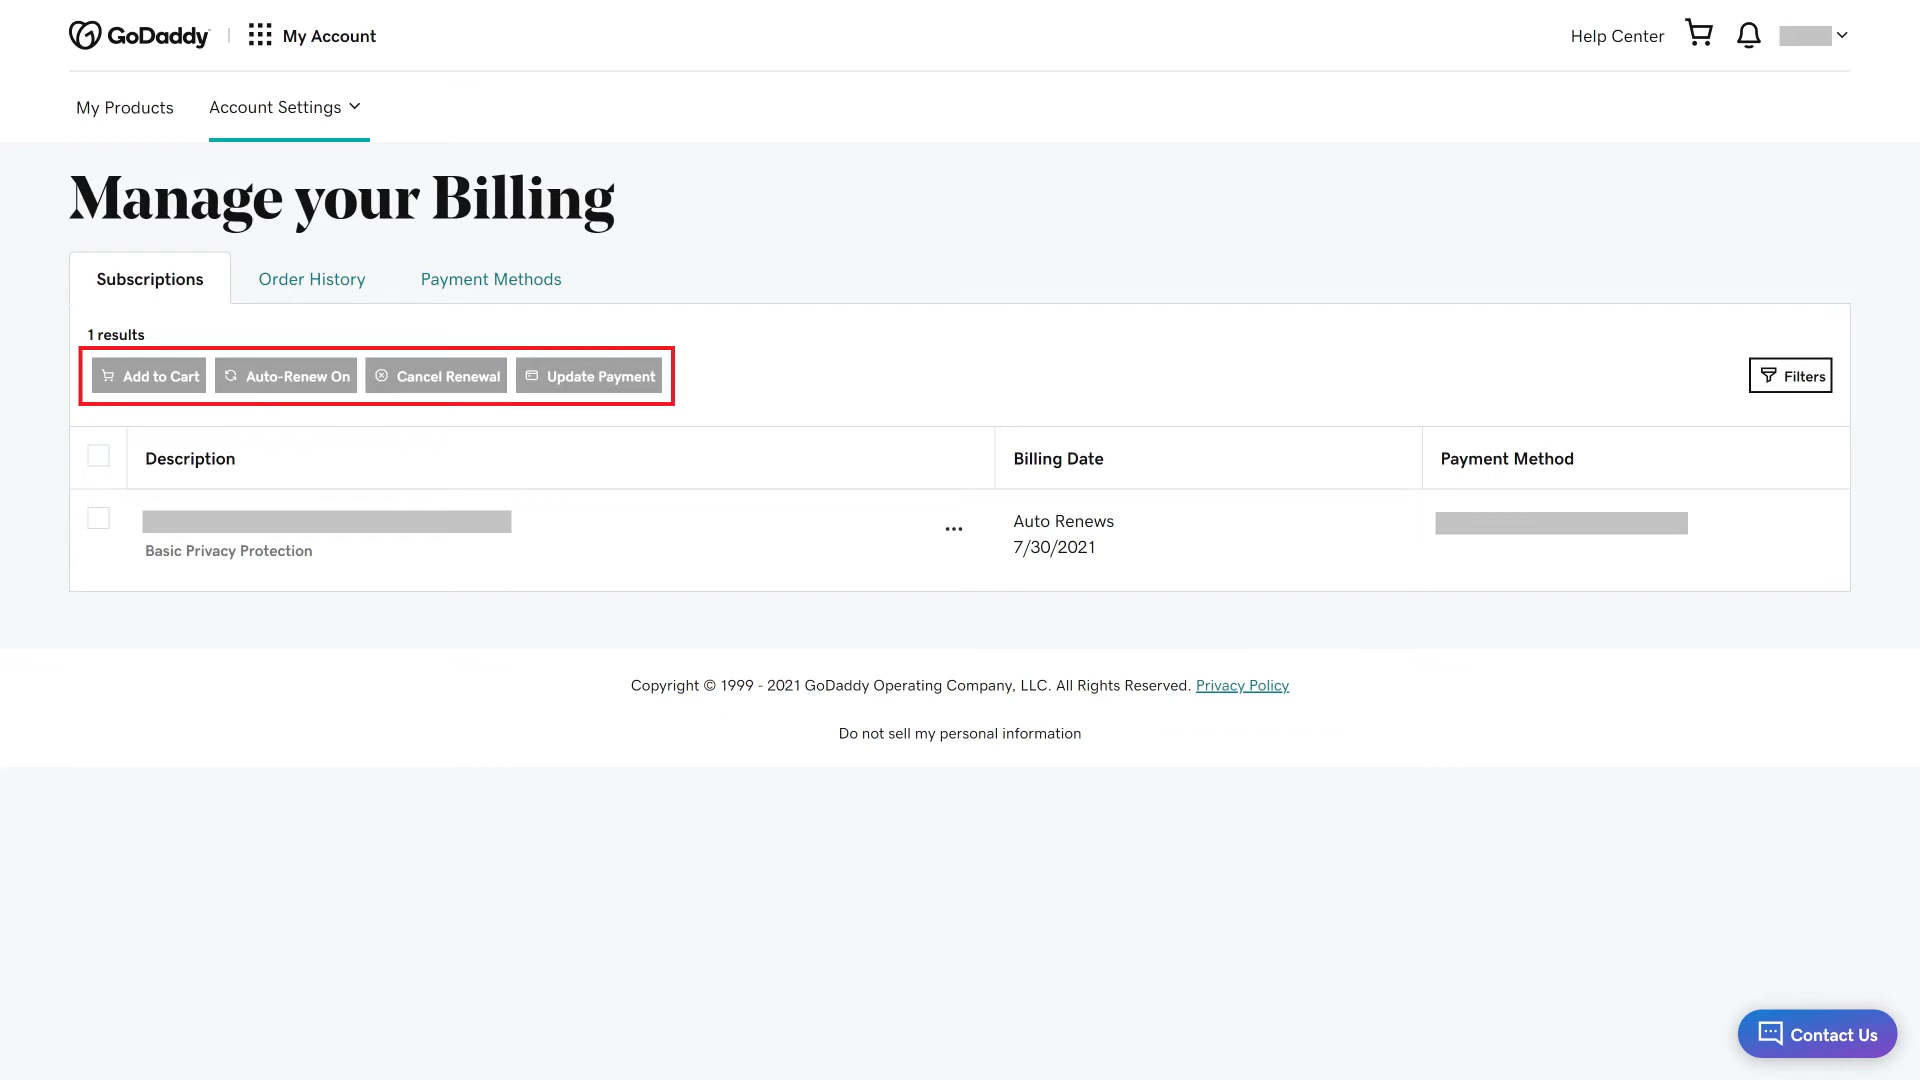 GoDaddy
My Account
Help Center
My Products
Account Settings
Manage your Billing
Subscriptions
Order History
Payment Methods
1 results
Add to Cart
Auto-Renew On
Cancel Renewal
Update Payment
Filters
Description
Billing Date
Payment Method
Auto Renews
Basic Privacy Protection
7/30/2021
Copyright © 1999 - 2021 GoDaddy Operating Company, LLC. All Rights Reserved. Privacy Policy
Do not sell my personal information
Contact Us